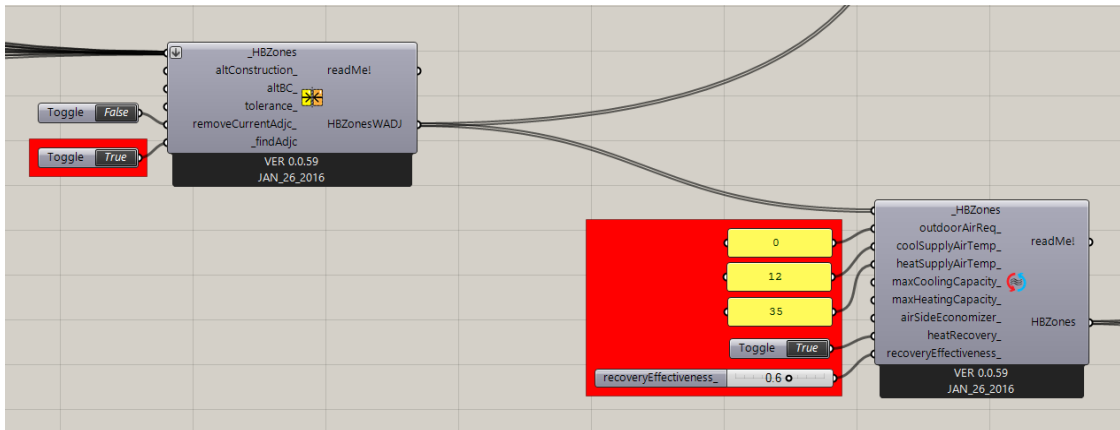 _HBZones
altConstruction_ readMe!
altBC_
tolerance_
Toggle False removeCurrentAdjc_ HBZonesWADJ
Toggle True _findAdjc
VER 0.0.59
JAN_26_2016
_HBZones
0 outdoorAirReq_ readMe!
12 coolSupplyAirTemp_
35 heatSupplyAirTemp_
maxCoolingCapacity_
maxHeatingCapacity_
airSideEconomizer_ HBZones
Toggle True heatRecovery_
recoveryEffectiveness_ 0.6 recoveryEffectiveness_
VER 0.0.59
JAN_26_2016